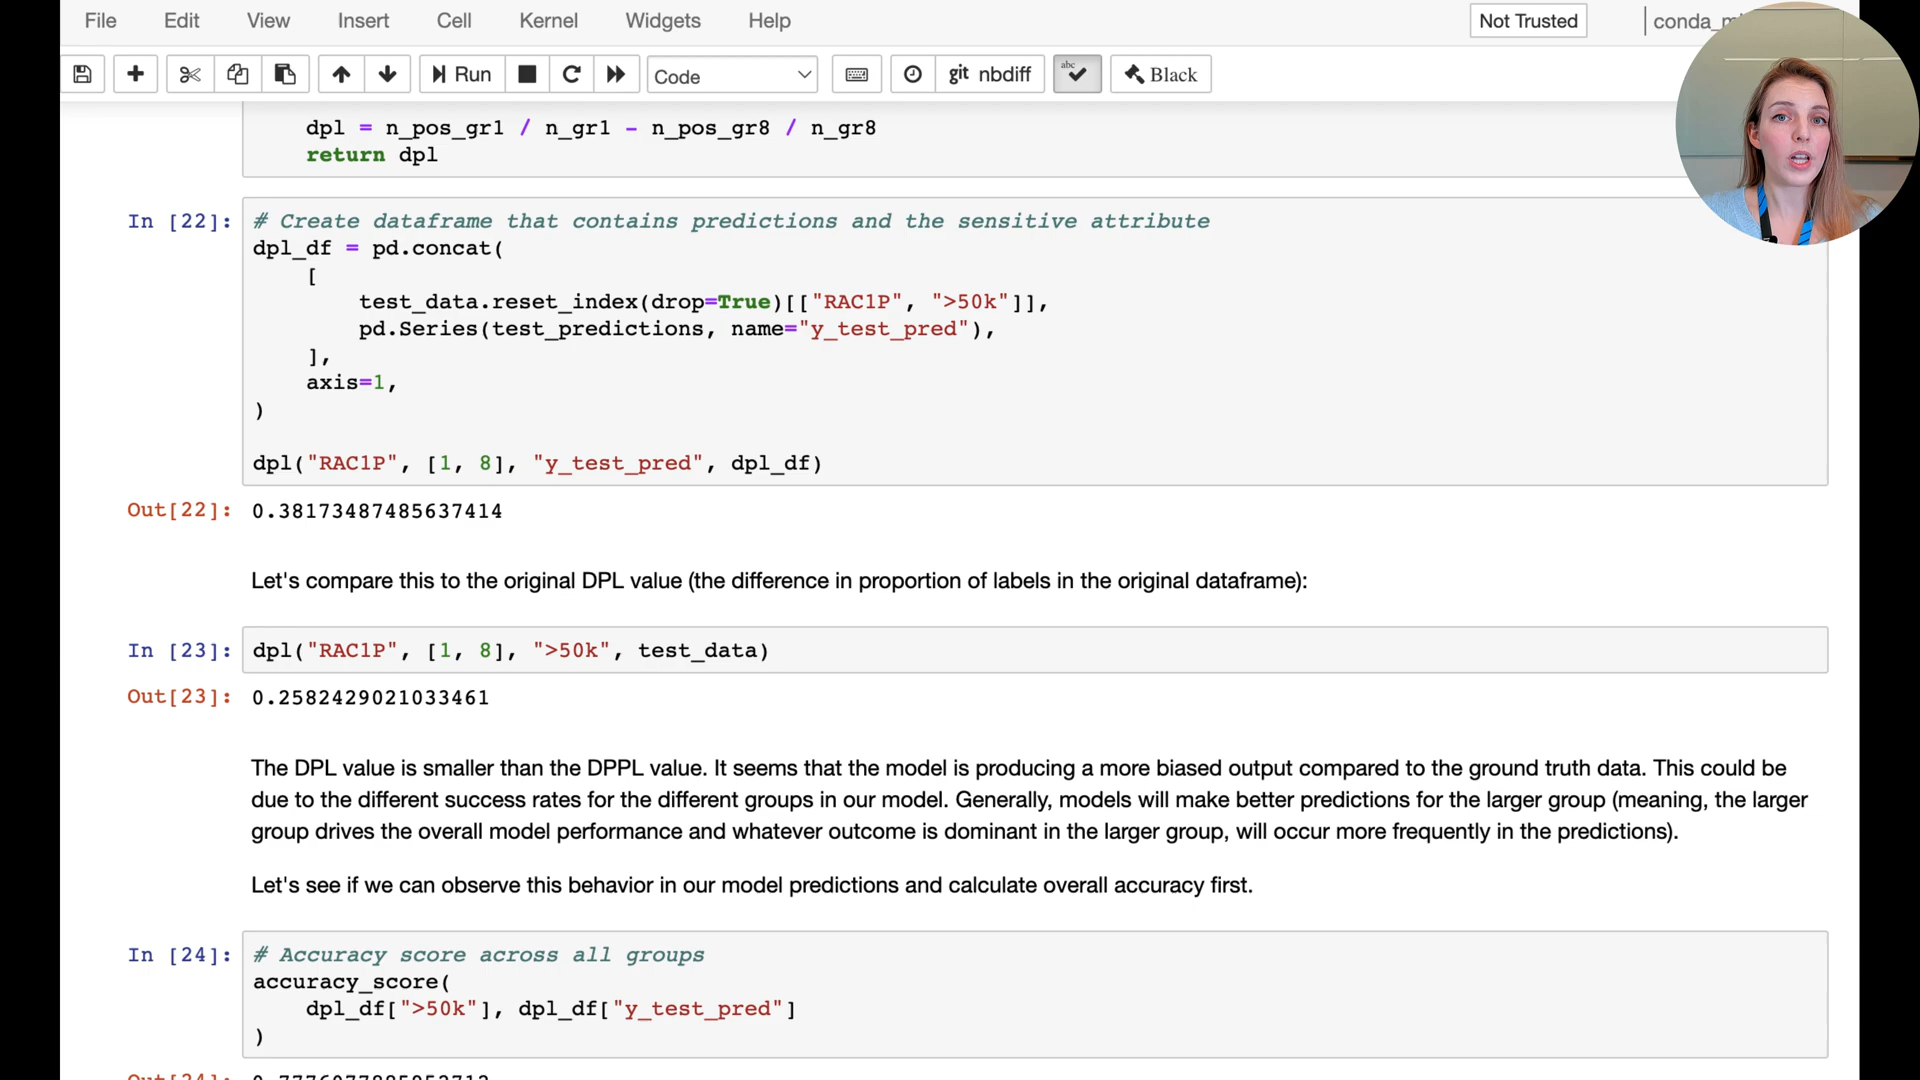 File Edit View Insert Cell Kernel Widgets Help Not Trusted
Run Code git nbdiff abc Black
dpl = n_pos_gr1 / n_gr1 - n_pos_gr8 / n_gr8
return dpl
In [22]: # Create dataframe that contains predictions and the sensitive attribute
dpl_df = pd.concat(
[
test_data.reset_index(drop=True)[["RAC1P", ">50k"]],
pd.Series(test_predictions, name="y_test_pred"),
],
axis=1,
)
dpl("RAC1P", [1, 8], "y_test_pred", dpl_df)
Out[22]: 0.38173487485637414
Let's compare this to the original DPL value (the difference in proportion of labels in the original dataframe):
In [23]: dpl("RAC1P", [1, 8], ">50k", test_data)
Out[23]: 0.2582429021033461
The DPL value is smaller than the DPPL value. It seems that the model is producing a more biased output compared to the ground truth data. This could be
due to the different success rates for the different groups in our model. Generally, models will make better predictions for the larger group (meaning, the larger
group drives the overall model performance and whatever outcome is dominant in the larger group, will occur more frequently in the predictions).
Let's see if we can observe this behavior in our model predictions and calculate overall accuracy first.
In [24]: # Accuracy score across all groups
accuracy_score(
dpl_df[">50k"], dpl_df["y_test_pred"]
)